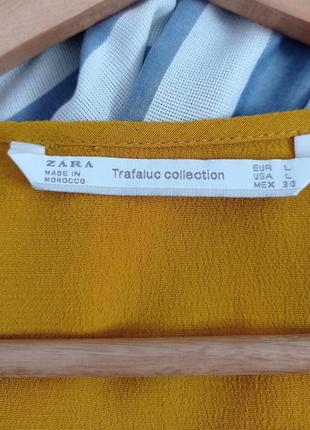 ZARA
MADE IN
MOROCCO
Trafaluc collection
EUR L
USA L
MEX 30